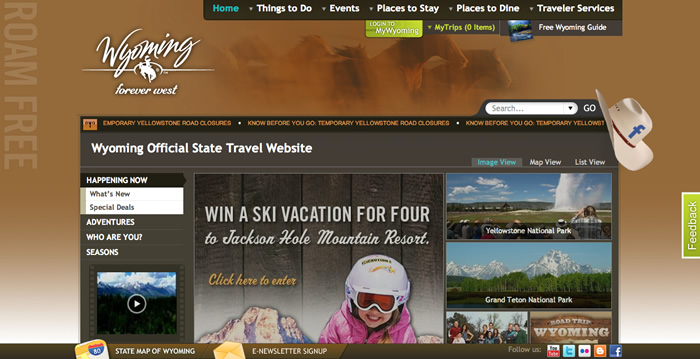 ROAM FREE
Home Things to Do Events Places to Stay Places to Dine Traveler Services
LOGIN TO
MyWyoming
MyTrips (0 Items)
Free Wyoming Guide
Wyoming
forever west
Search...
GO
EMPORARY YELLOWSTONE ROAD CLOSURES • KNOW BEFORE YOU GO: TEMPORARY YELLOWSTONE ROAD CLOSURES • KNOW BEFORE YOU GO: TEMPORARY YELLOWST
Wyoming Official State Travel Website
Image View Map View List View
HAPPENING NOW
What's New
Special Deals
ADVENTURES
WHO ARE YOU?
SEASONS
WIN A SKI VACATION FOR FOUR
to Jackson Hole Mountain Resort.
Click here to enter
Yellowstone National Park
Grand Teton National Park
ROAD TRIP
WYOMING
f
Feedback
80
STATE MAP OF WYOMING
E-NEWSLETTER SIGNUP
Follow us:
You
Tube
t
f